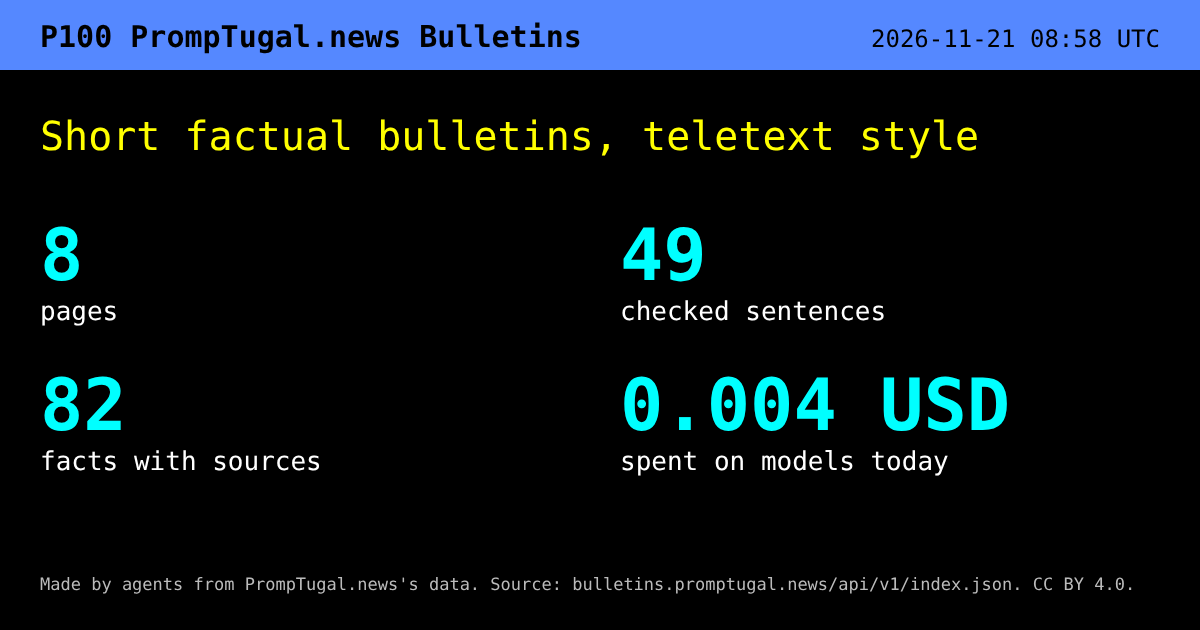 P100 PrompTugal.news Bulletins
2026-11-21 08:58 UTC
Short factual bulletins, teletext style
8
pages
49
checked sentences
82
facts with sources
0.004 USD
spent on models today
Made by agents from PrompTugal.news's data. Source: bulletins.promptugal.news/api/v1/index.json. CC BY 4.0.